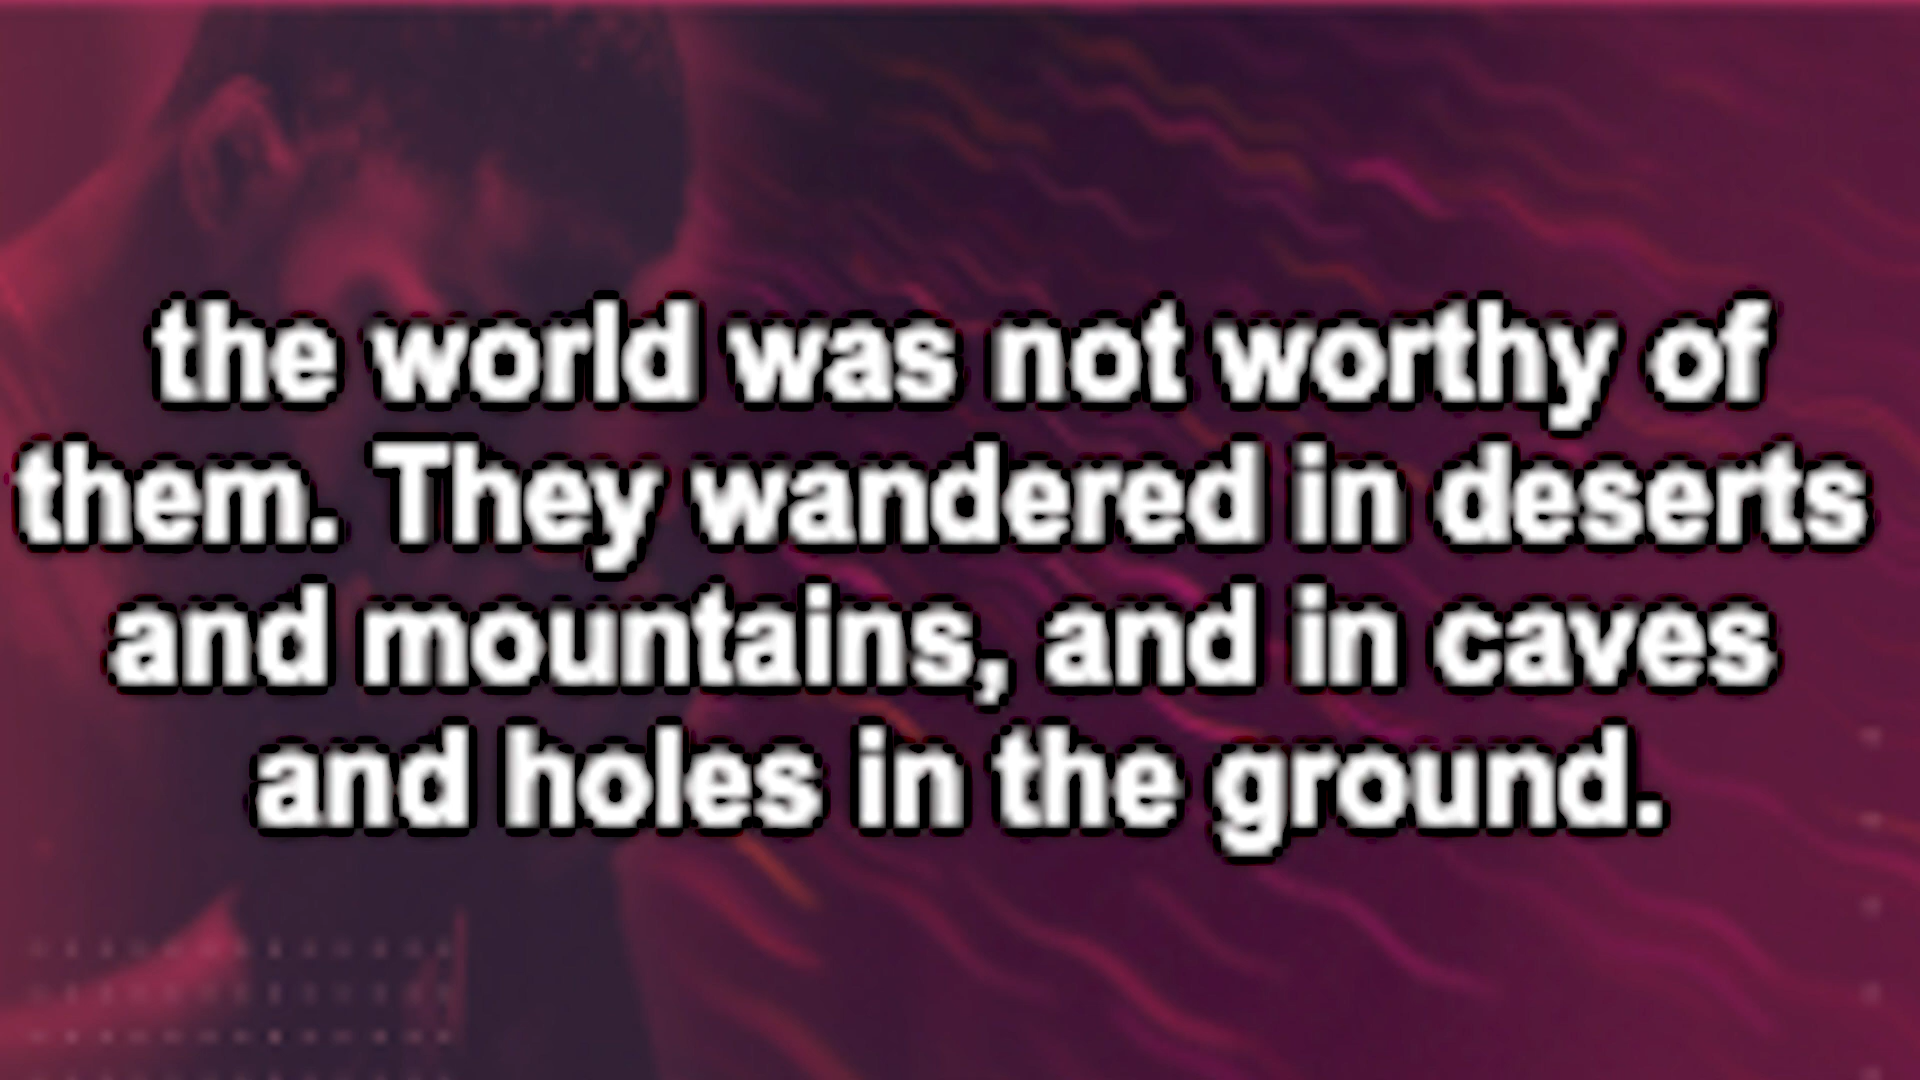 the world was not worthy of
them. They wandered in deserts
and mountains, and in caves
and holes in the ground.